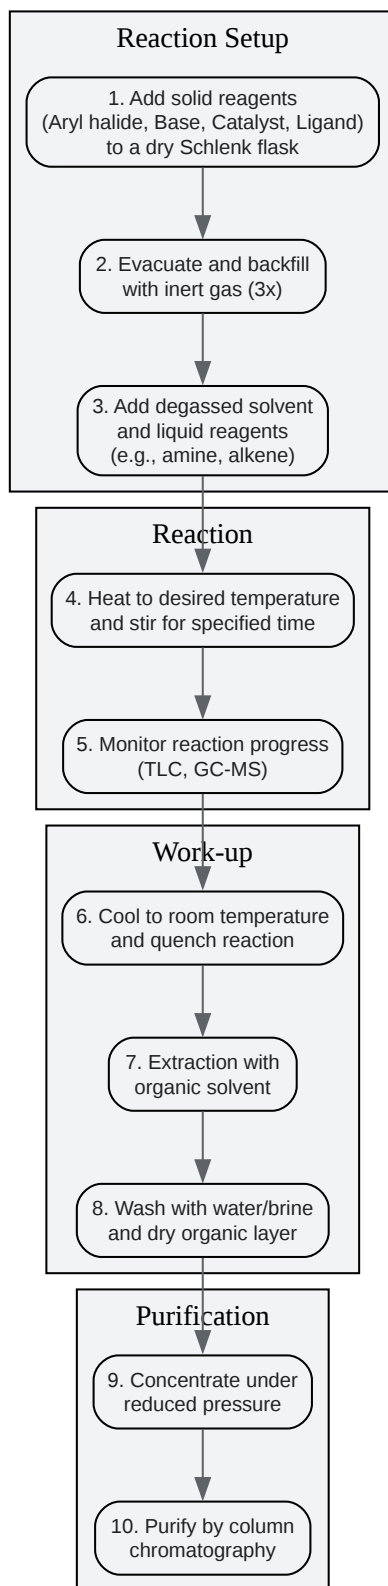 Reaction Setup
1. Add solid reagents
(Aryl halide, Base, Catalyst, Ligand)
to a dry Schlenk flask
2. Evacuate and backfill
with inert gas (3x)
3. Add degassed solvent
and liquid reagents
(e.g., amine, alkene)
Reaction
4. Heat to desired temperature
and stir for specified time
5. Monitor reaction progress
(TLC, GC-MS)
Work-up
6. Cool to room temperature
and quench reaction
7. Extraction with
organic solvent
8. Wash with water/brine
and dry organic layer
Purification
9. Concentrate under
reduced pressure
10. Purify by column
chromatography